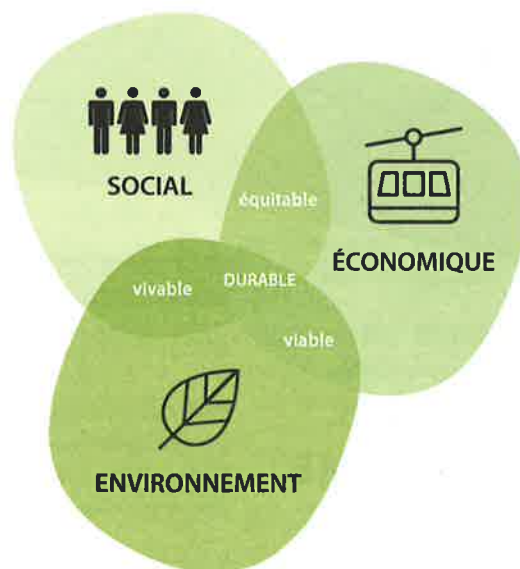 SOCIAL
équitable
ÉCONOMIQUE
vivable
DURABLE
viable
ENVIRONNEMENT